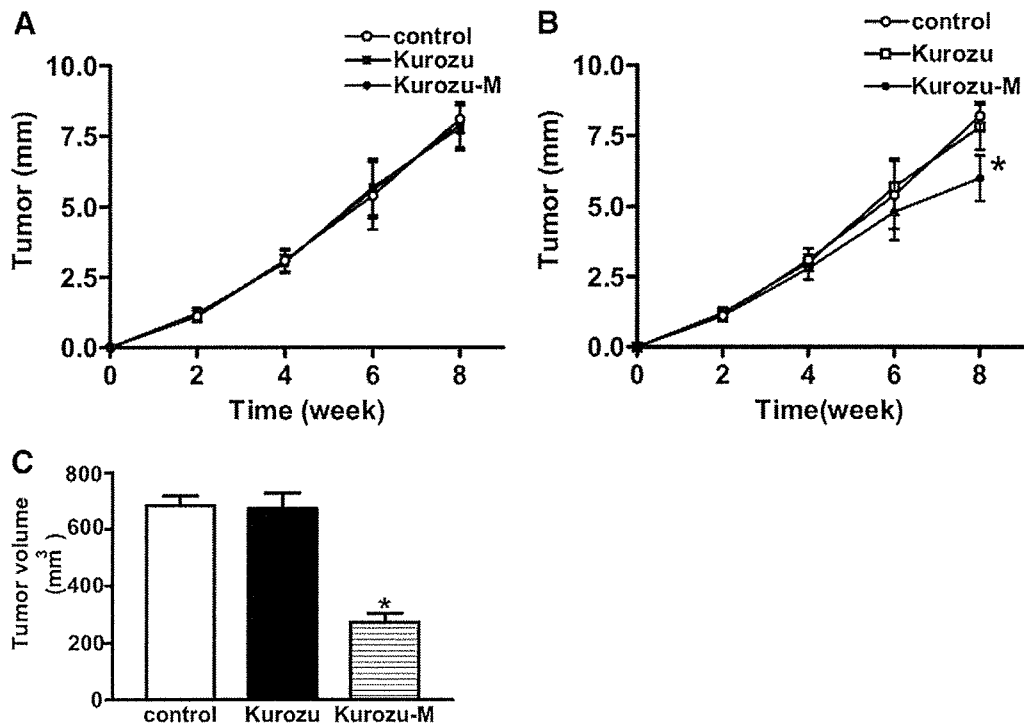 A
control
Kurozu
Kurozu-M
10.0
7.5
5.0
2.5
0.0
Tumor (mm)
0 2 4 6 8
Time (week)
B
control
Kurozu
Kurozu-M
10.0
7.5
5.0
2.5
0.0
Tumor (mm)
*
0 2 4 6 8
Time(week)
C
800
600
400
200
0
Tumor volume
(mm³)
*
control Kurozu Kurozu-M